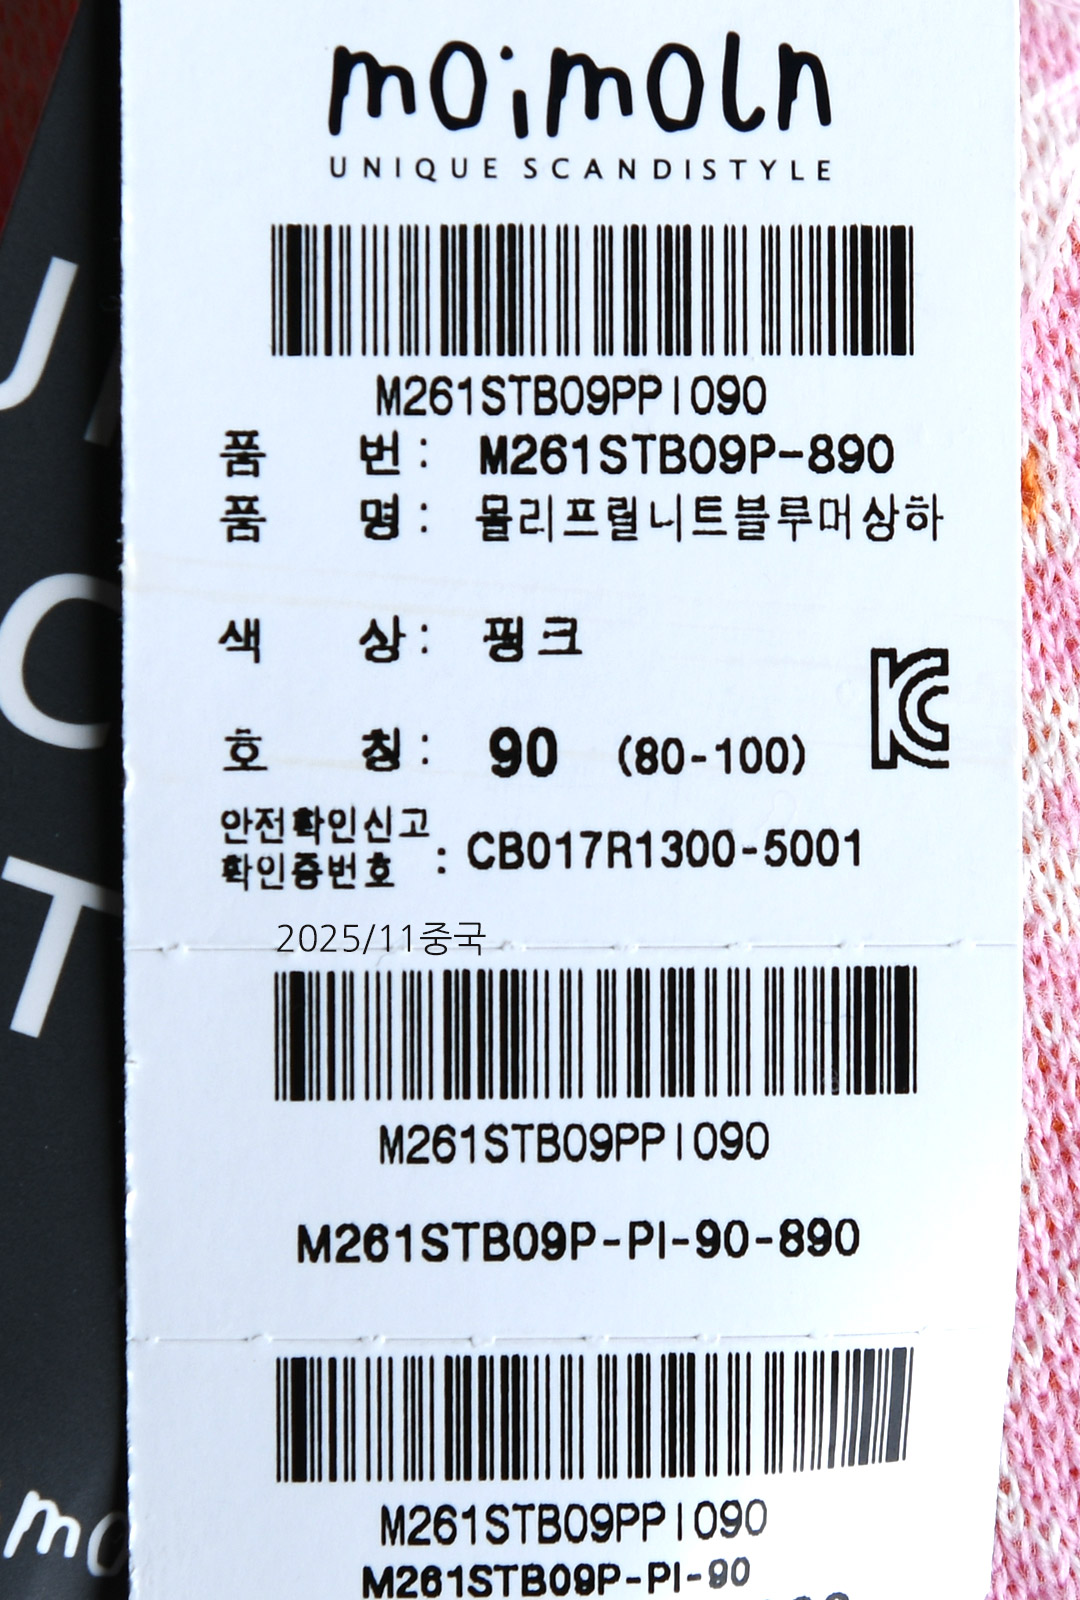 moimoln
UNIQUE SCANDISTYLE
M261STB09PPI090
품 번 : M261STB09P-890
품 명 : 몰리프릴니트블루머상하
색 상 : 핑크
호 칭 : 90 (80-100)
안전확인신고
확인증번호 : CB017R1300-5001
2025/11중국
M261STB09PPI090
M261STB09P-PI-90-890
M261STB09PPI090
M261STB09P-PI-90